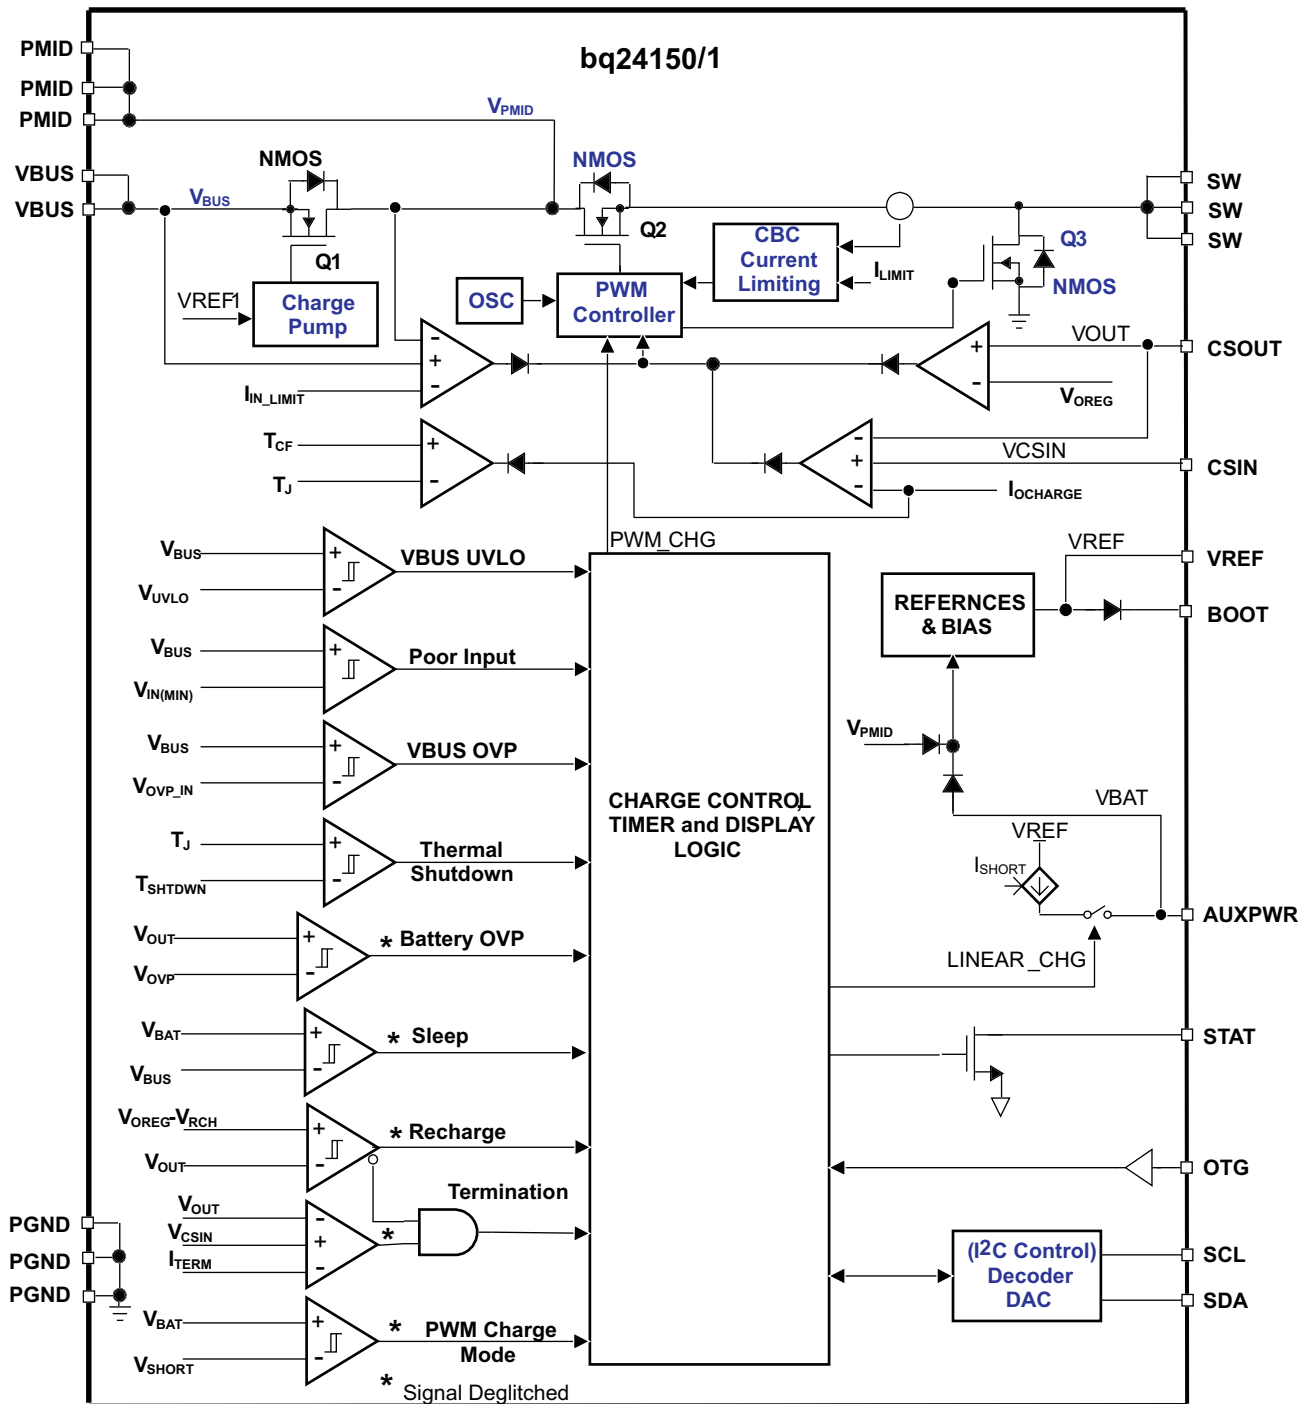 bq24150/1
PMID
PMID
PMID
VPMID
VBUS
VBUS
VBUS
NMOS
Q1
NMOS
Q2
SW
SW
SW
Q3
NMOS
CBC
Current
Limiting
ILIMIT
VREF1
Charge
Pump
OSC
PWM
Controller
-
+
-
IIN_LIMIT
+
-
VOUT
VOREG
CSOUT
TCF
TJ
+
-
-
+
-
VCSIN
CSIN
IOCHARGE
PWM_CHG
VBUS
VUVLO
+
-
VBUS UVLO
VREF
VREF
REFERNCES
& BIAS
BOOT
VBUS
VIN(MIN)
+
-
Poor Input
VBUS
VOVP_IN
+
-
VBUS OVP
VPMID
CHARGE CONTROL,
TIMER and DISPLAY
LOGIC
VBAT
VREF
ISHORT
AUXPWR
LINEAR_CHG
TJ
TSHTDWN
+
-
Thermal
Shutdown
VOUT
VOVP
+
-
* Battery OVP
VBAT
VBUS
+
-
* Sleep
STAT
VOREG-VRCH
VOUT
+
-
* Recharge
OTG
Termination
VOUT
VCSIN
ITERM
-
+
-
*
PGND
PGND
PGND
(I2C Control)
Decoder
DAC
SCL
SDA
VBAT
VSHORT
+
-
* PWM Charge
Mode
* Signal Deglitched